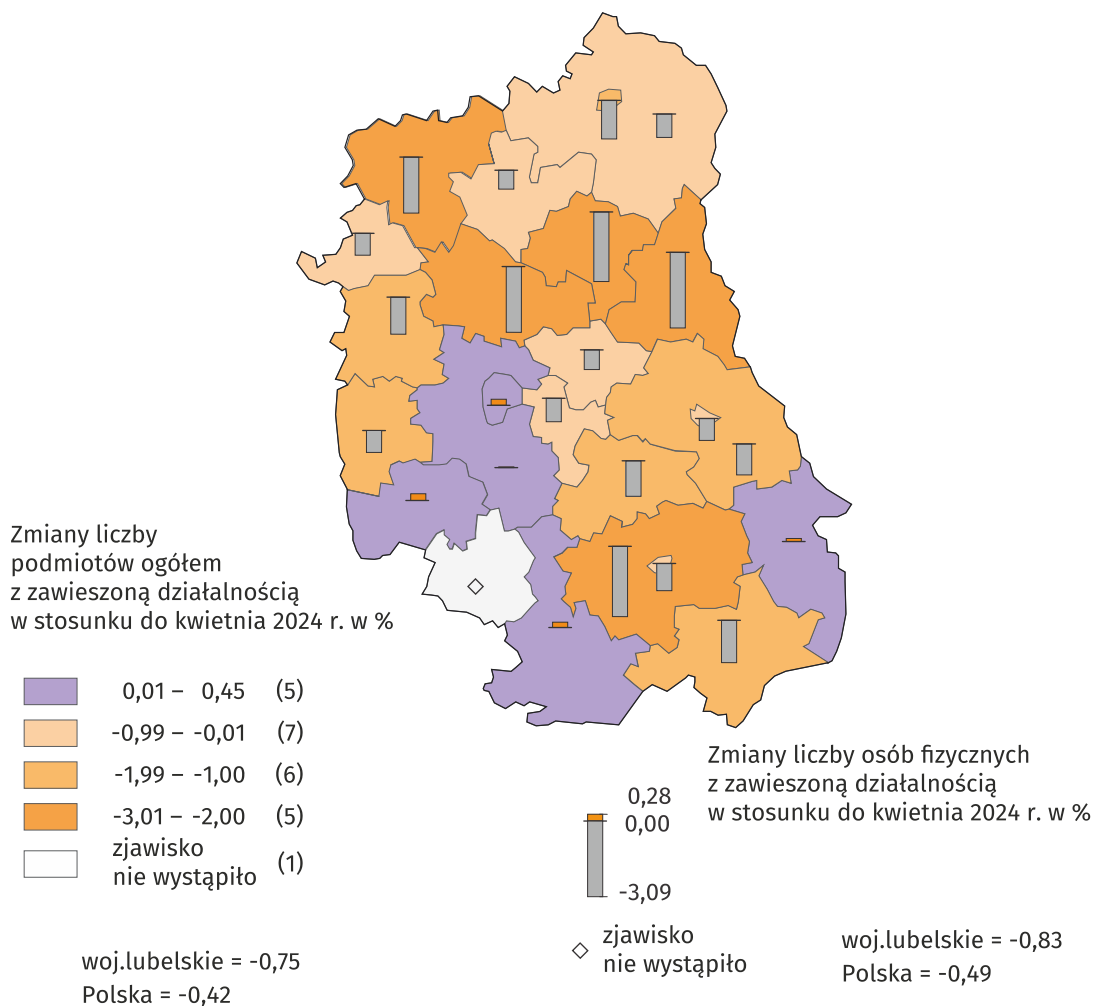 Zmiany liczby
podmiotów ogółem
z zawieszoną działalnością
w stosunku do kwietnia 2024 r. w %
0,01 – 0,45 (5)
-0,99 – -0,01 (7)
-1,99 – -1,00 (6)
-3,01 – -2,00 (5)
zjawisko
nie wystąpiło (1)
woj.lubelskie = -0,75
Polska = -0,42
Zmiany liczby osób fizycznych
z zawieszoną działalnością
w stosunku do kwietnia 2024 r. w %
0,28
0,00
-3,09
zjawisko
nie wystąpiło
woj.lubelskie = -0,83
Polska = -0,49